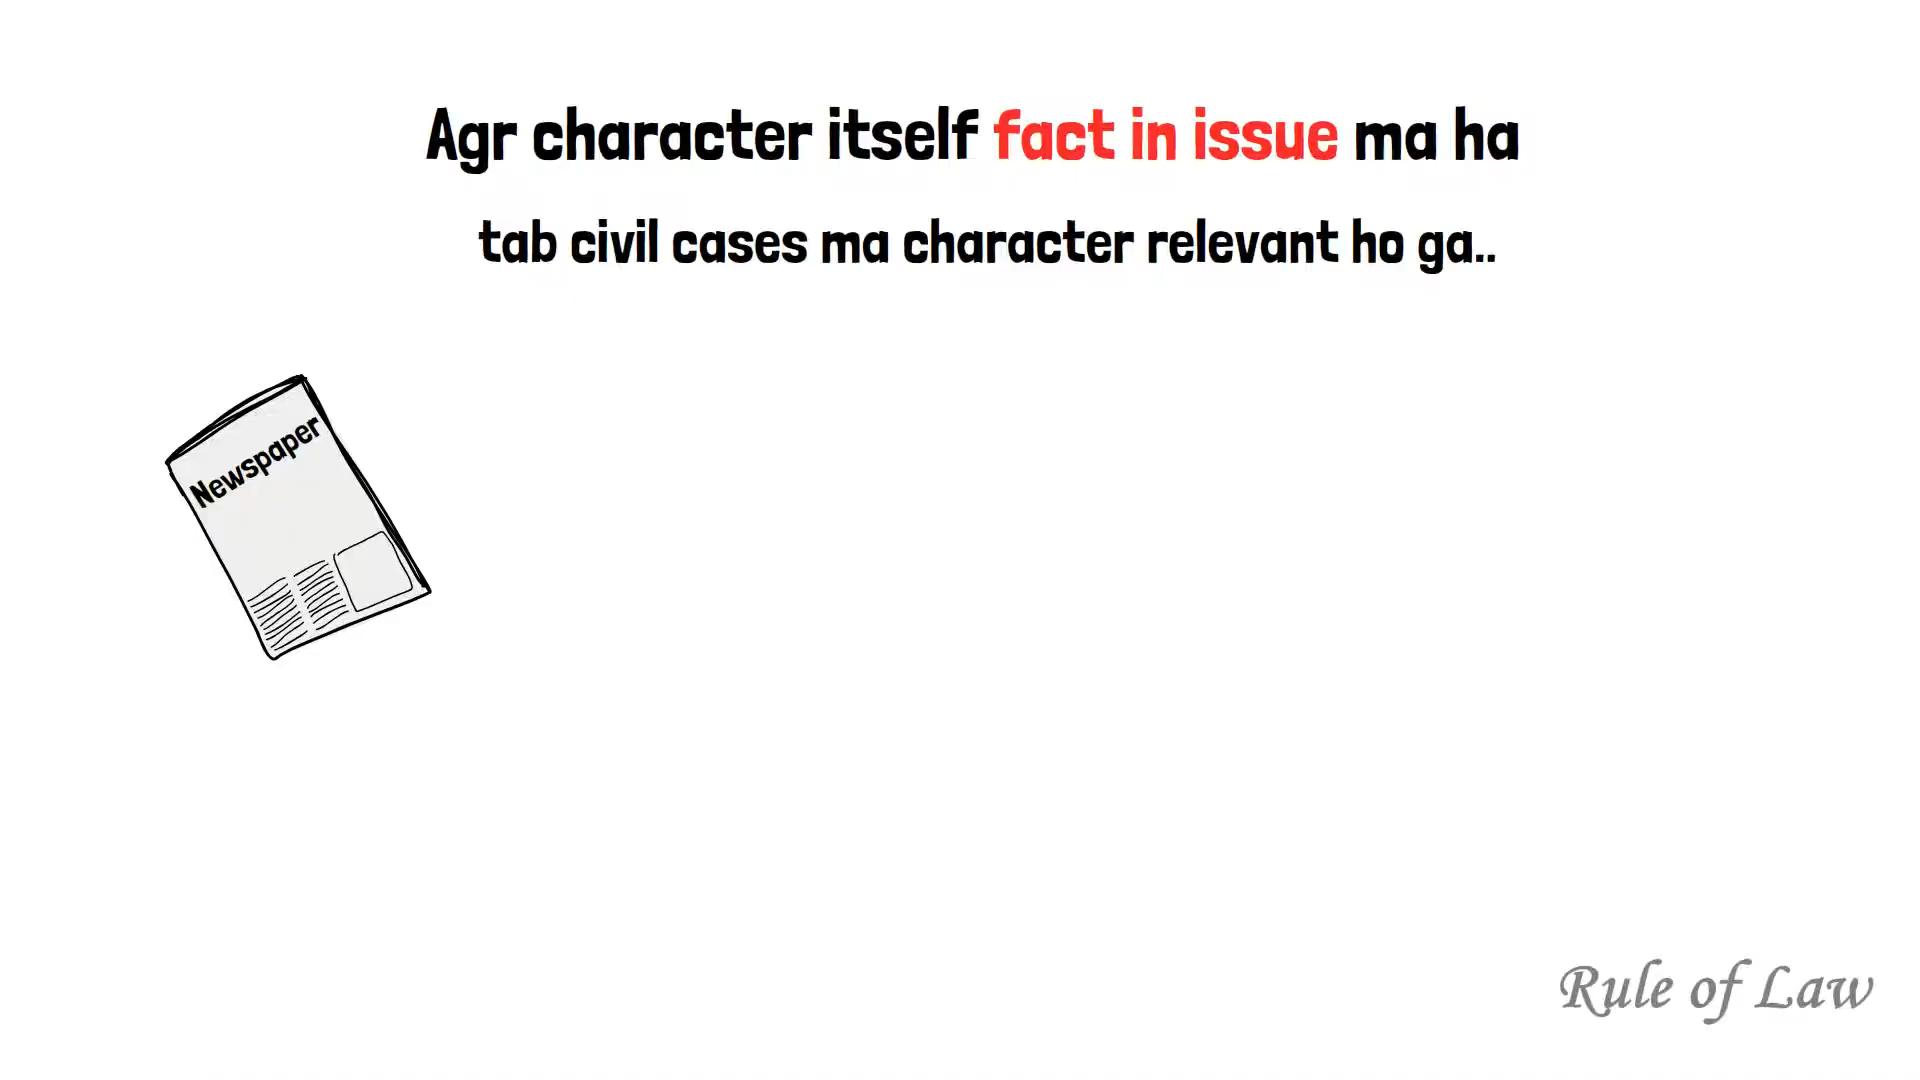 Agr character itself fact in issue ma ha
tab civil cases ma character relevant ho ga..
Newspaper
Rule of Law